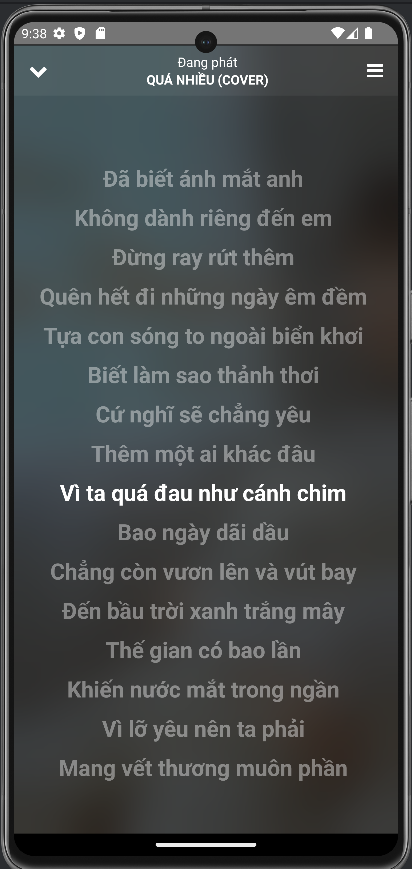 9:38
Đang phát
QUÁ NHIỀU (COVER)
Đã biết ánh mắt anh
Không dành riêng đến em
Đừng ray rút thêm
Quên hết đi những ngày êm đềm
Tựa con sóng to ngoài biển khơi
Biết làm sao thảnh thơi
Cứ nghĩ sẽ chẳng yêu
Thêm một ai khác đâu
Vì ta quá đau như cánh chim
Bao ngày dãi dầu
Chẳng còn vươn lên và vút bay
Đến bầu trời xanh trắng mây
Thế gian có bao lần
Khiến nước mắt trong ngần
Vì lỡ yêu nên ta phải
Mang vết thương muôn phần